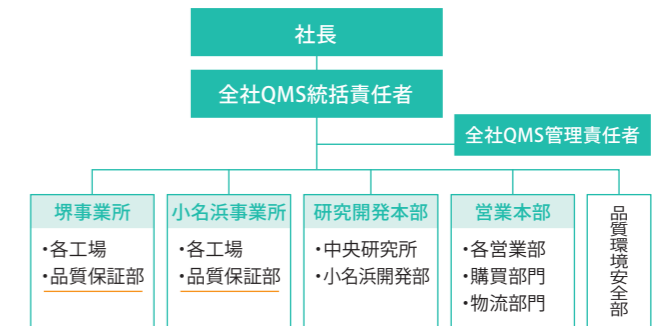 社長
全社QMS統括責任者
全社QMS管理責任者
堺事業所
・各工場
・品質保証部
小名浜事業所
・各工場
・品質保証部
研究開発本部
・中央研究所
・小名浜開発部
営業本部
・各営業部
・購買部門
・物流部門
品質環境安全部